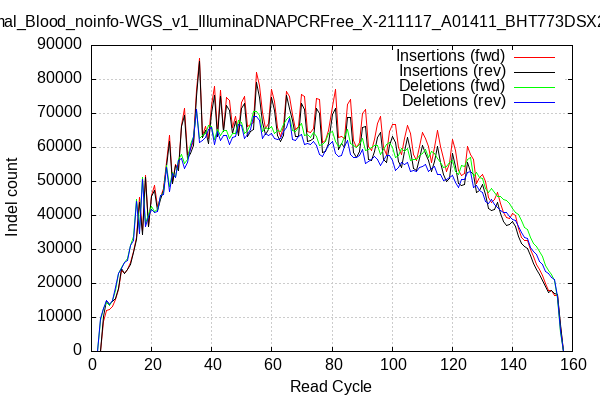 nal_Blood_noinfo-WGS_v1_IlluminaDNAPCRFree_X-211117_A01411_BHT773DSX2
Insertions (fwd)
Insertions (rev)
Deletions (fwd)
Deletions (rev)
90000
80000
70000
60000
50000
40000
30000
20000
10000
0
Indel count
0 20 40 60 80 100 120 140 160
Read Cycle